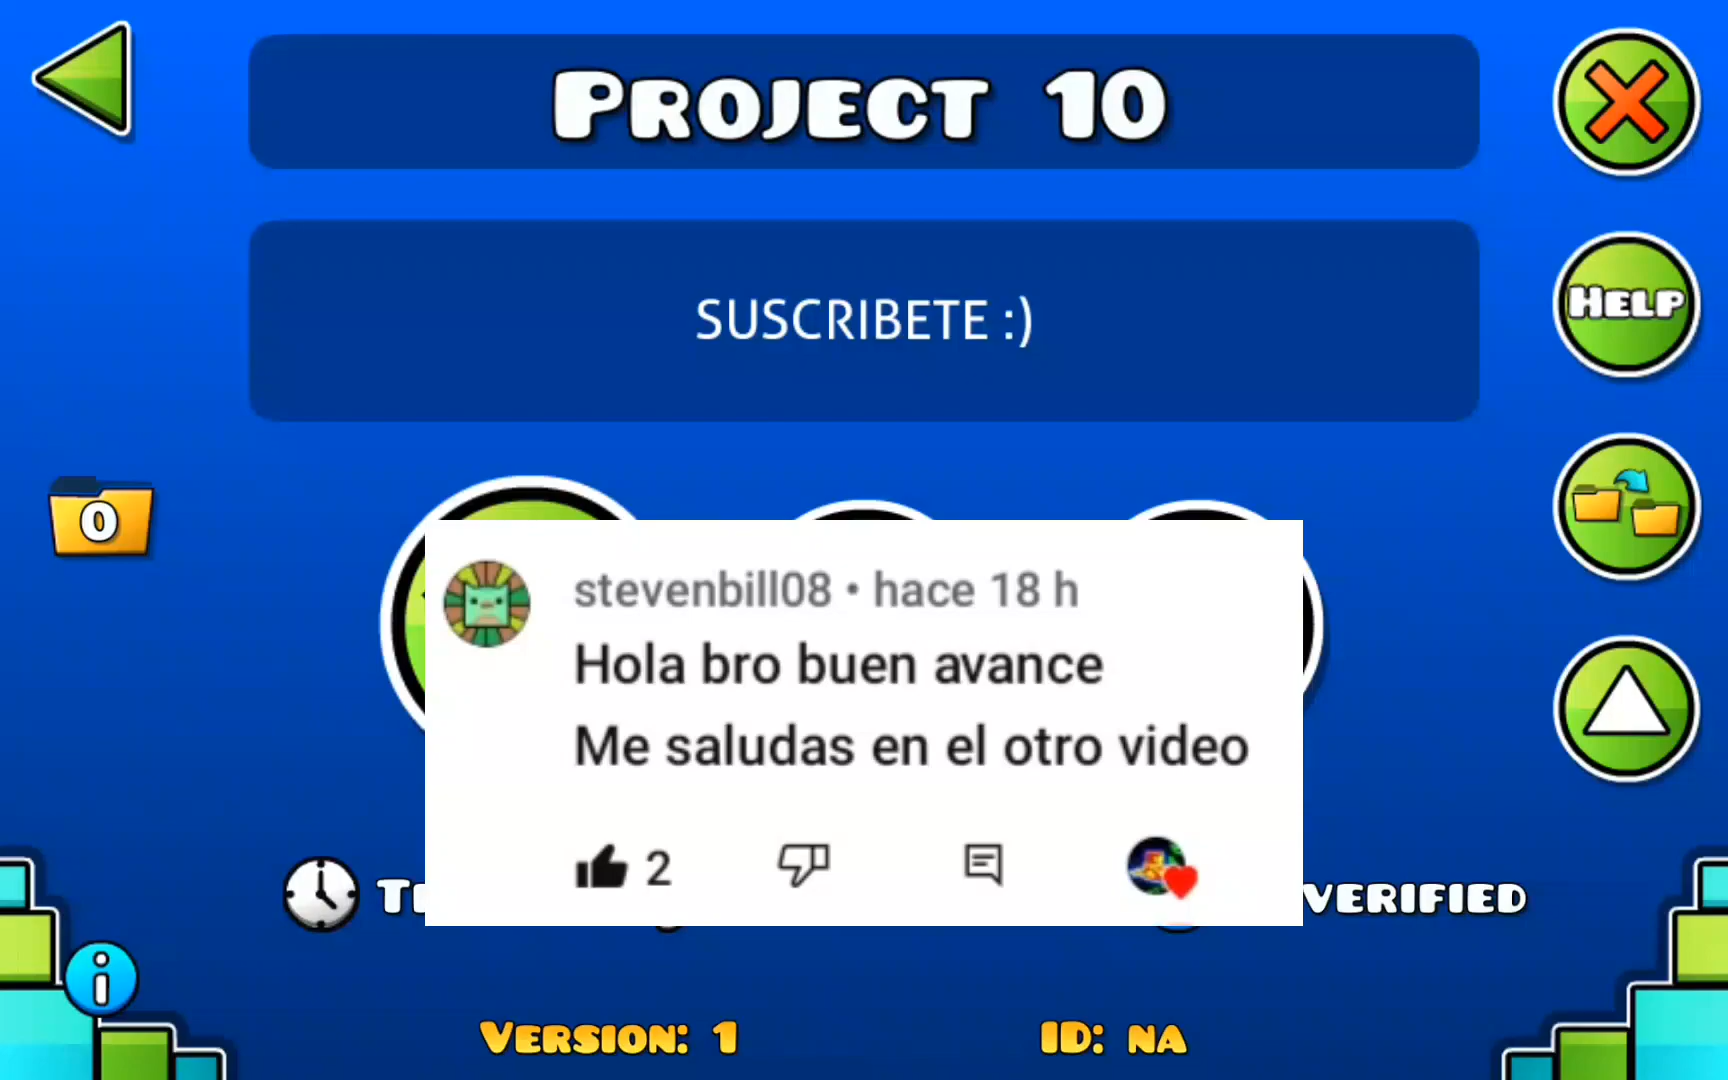 PROJECT 10
SUSCRIBETE :)
HELP
0
stevenbill08 • hace 18 h
Hola bro buen avance
Me saludas en el otro video
2
VERIFIED
i
VERSION: 1
ID: NA